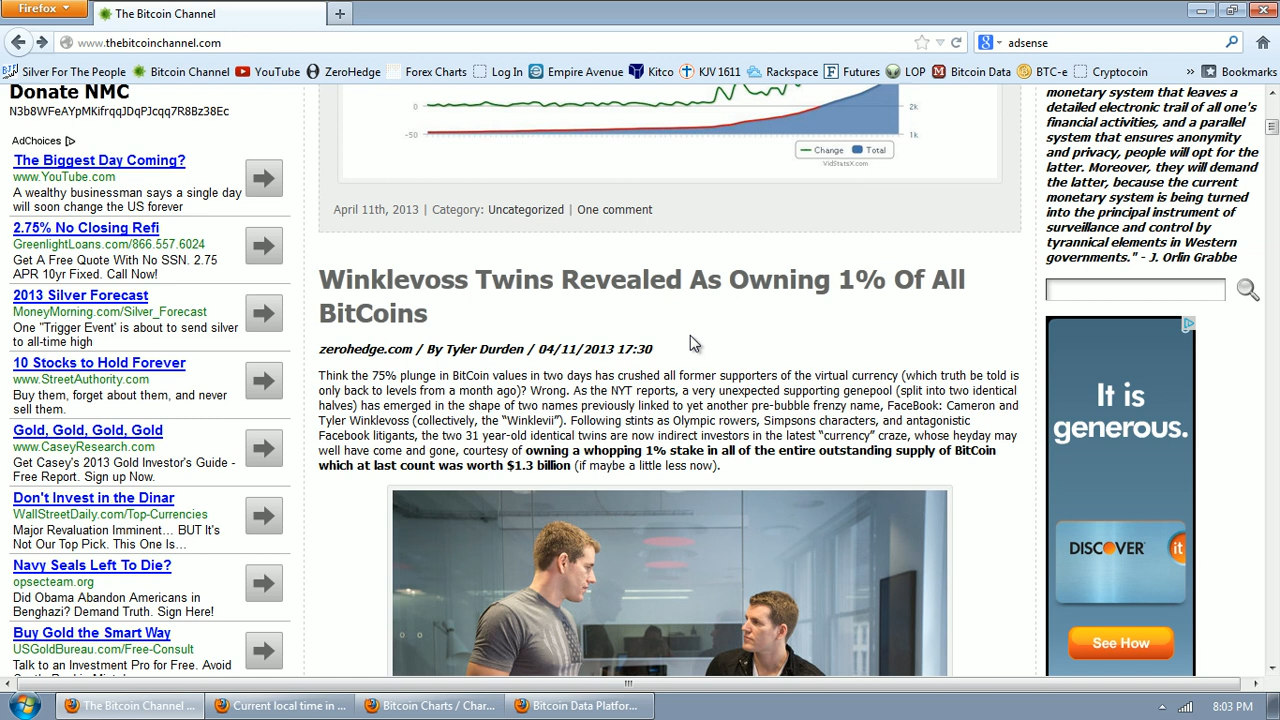 Firefox
The Bitcoin Channel
www.thebitcoinchannel.com
adsense
Silver For The People
Bitcoin Channel
YouTube
ZeroHedge
Forex Charts
Log In
Empire Avenue
Kitco
KJV 1611
Rackspace
Futures
LOP
Bitcoin Data
BTC-e
Cryptocoin
Bookmarks
Donate NMC
N3b8WFeAYpMKifrqqJDqPJcqq7R8Bz38Ec
AdChoices
The Biggest Day Coming?
www.YouTube.com
A wealthy businessman says a single day
will soon change the US forever
2.75% No Closing Refi
GreenlightLoans.com/866.557.6024
Get A Free Quote With No SSN. 2.75
APR 10yr Fixed. Call Now!
2013 Silver Forecast
MoneyMorning.com/Silver_Forecast
One "Trigger Event' is about to send silver
to all-time high
10 Stocks to Hold Forever
www.StreetAuthority.com
Buy them, forget about them, and never
sell them.
Gold, Gold, Gold, Gold
www.CaseyResearch.com
Get Casey's 2013 Gold Investor's Guide -
Free Report. Sign up Now.
Don't Invest in the Dinar
WallStreetDaily.com/Top-Currencies
Major Revaluation Imminent... BUT It's
Not Our Top Pick. This One Is...
Navy Seals Left To Die?
opsecteam.org
Did Obama Abandon Americans in
Benghazi? Demand Truth. Sign Here!
Buy Gold the Smart Way
USGoldBureau.com/Free-Consult
Talk to an Investment Pro for Free. Avoid
0
-50
2k
1k
Change
Total
VidStatsX.com
April 11th, 2013 | Category: Uncategorized | One comment
Winklevoss Twins Revealed As Owning 1% Of All
BitCoins
zerohedge.com / By Tyler Durden / 04/11/2013 17:30
Think the 75% plunge in BitCoin values in two days has crushed all former supporters of the virtual currency (which truth be told is
only back to levels from a month ago)? Wrong. As the NYT reports, a very unexpected supporting genepool (split into two identical
halves) has emerged in the shape of two names previously linked to yet another pre-bubble frenzy name, FaceBook: Cameron and
Tyler Winklevoss (collectively, the “Winklevii”). Following stints as Olympic rowers, Simpsons characters, and antagonistic
Facebook litigants, the two 31 year-old identical twins are now indirect investors in the latest “currency” craze, whose heyday may
well have come and gone, courtesy of owning a whopping 1% stake in all of the entire outstanding supply of BitCoin
which at last count was worth $1.3 billion (if maybe a little less now).
monetary system that leaves a
detailed electronic trail of all one's
financial activities, and a parallel
system that ensures anonymity
and privacy, people will opt for the
latter. Moreover, they will demand
the latter, because the current
monetary system is being turned
into the principal instrument of
surveillance and control by
tyrannical elements in Western
governments." - J. Orlin Grabbe
It is
generous.
DISCOVER it
See How
The Bitcoin Channel ...
Current local time in ...
Bitcoin Charts / Char...
Bitcoin Data Platfor...
8:03 PM